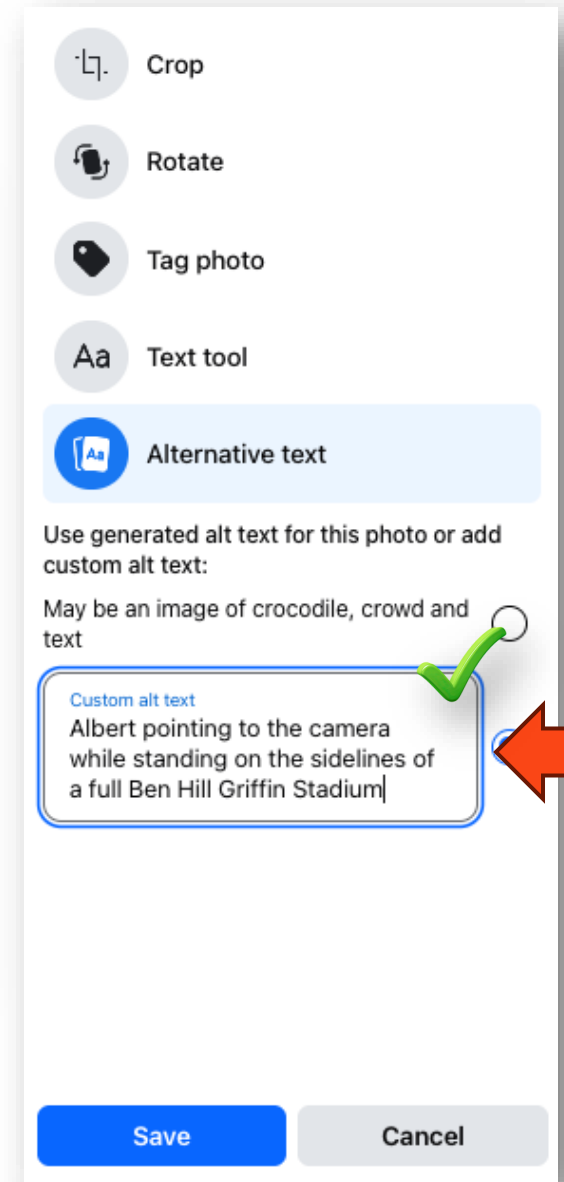 Crop
Rotate
Tag photo
Aa Text tool
Aa Alternative text
Use generated alt text for this photo or add
custom alt text:
May be an image of crocodile, crowd and
text
Custom alt text
Albert pointing to the camera
while standing on the sidelines of
a full Ben Hill Griffin Stadium
Save Cancel